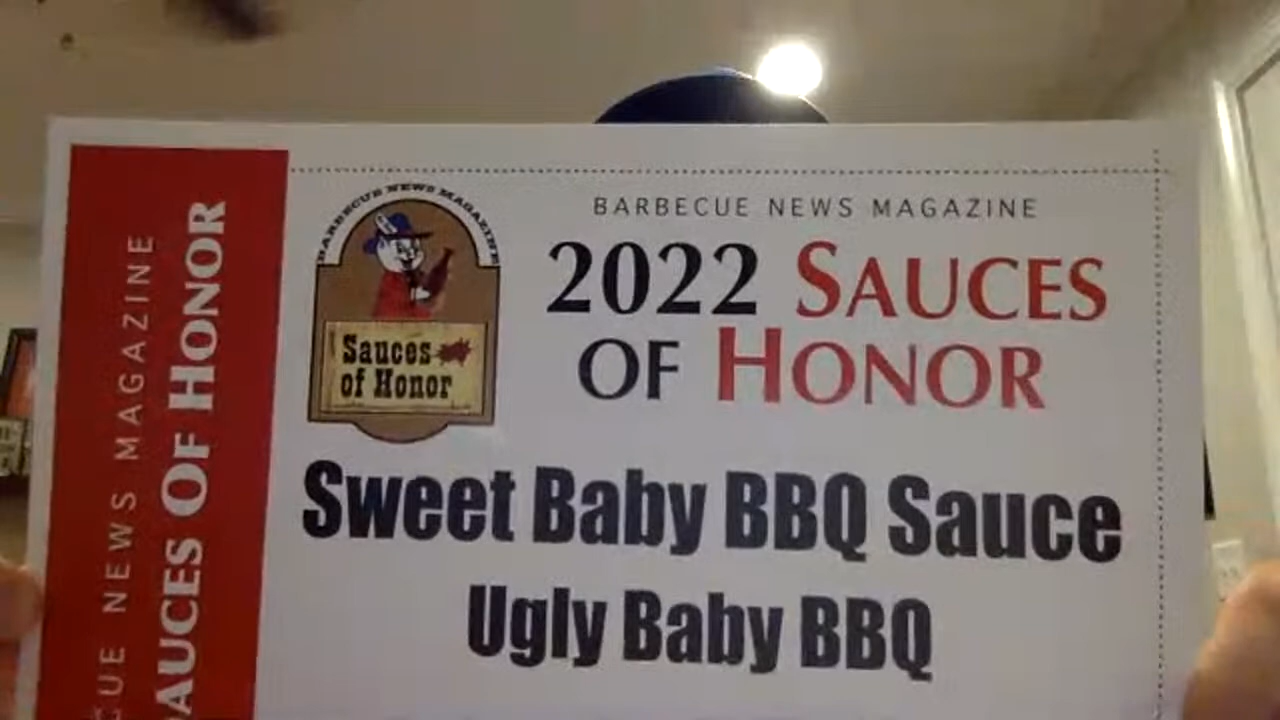 BARBECUE NEWS MAGAZINE
SAUCES OF HONOR
BARBECUE NEWS MAGAZINE
Sauces
of Honor
BARBECUE NEWS MAGAZINE
2022 SAUCES
OF HONOR
Sweet Baby BBQ Sauce
Ugly Baby BBQ